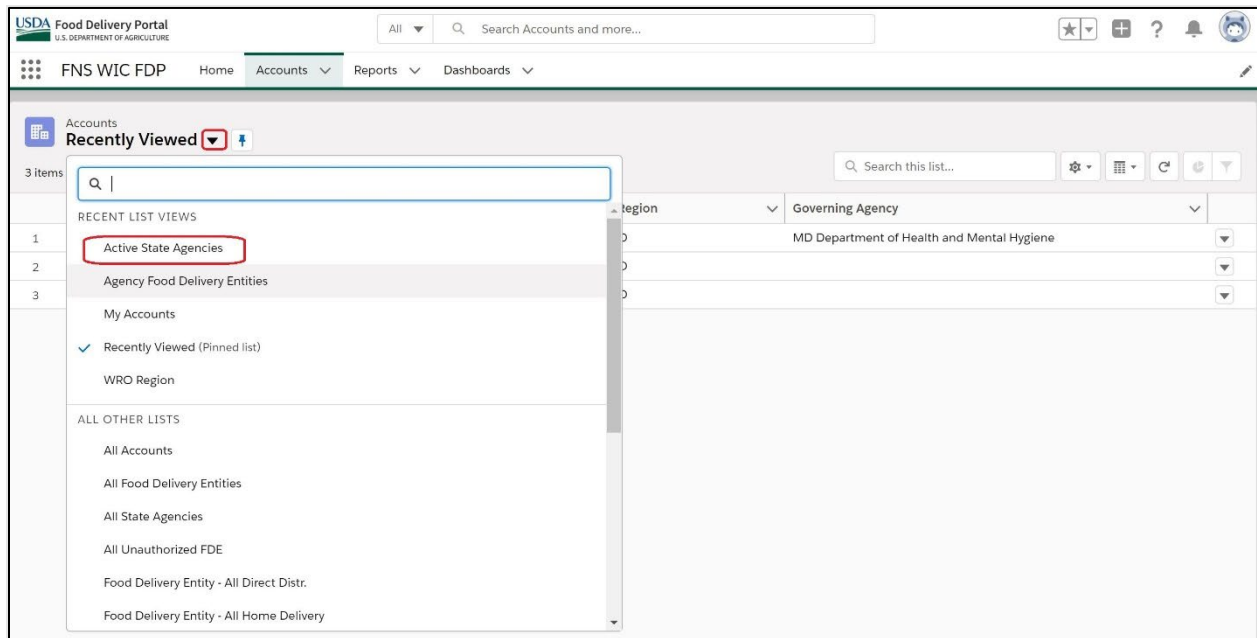 USDA Food Delivery Portal
U.S. DEPARTMENT OF AGRICULTURE
All
Search Accounts and more...
FNS WIC FDP
Home
Accounts
Reports
Dashboards
Accounts
Recently Viewed
3 items
Search this list...
Region
Governing Agency
1
MD Department of Health and Mental Hygiene
2
3
RECENT LIST VIEWS
Active State Agencies
Agency Food Delivery Entities
My Accounts
Recently Viewed (Pinned list)
WRO Region
ALL OTHER LISTS
All Accounts
All Food Delivery Entities
All State Agencies
All Unauthorized FDE
Food Delivery Entity - All Direct Distr.
Food Delivery Entity - All Home Delivery